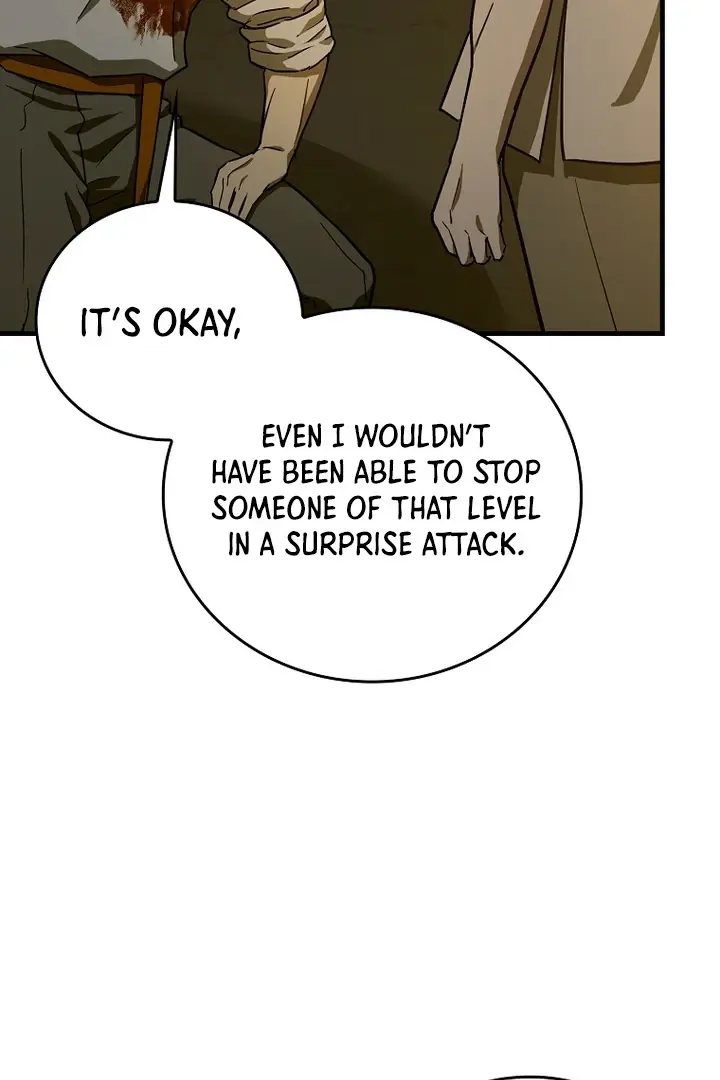 IT'S OKAY,
EVEN I WOULDN'T
HAVE BEEN ABLE TO STOP
SOMEONE OF THAT LEVEL
IN A SURPRISE ATTACK.